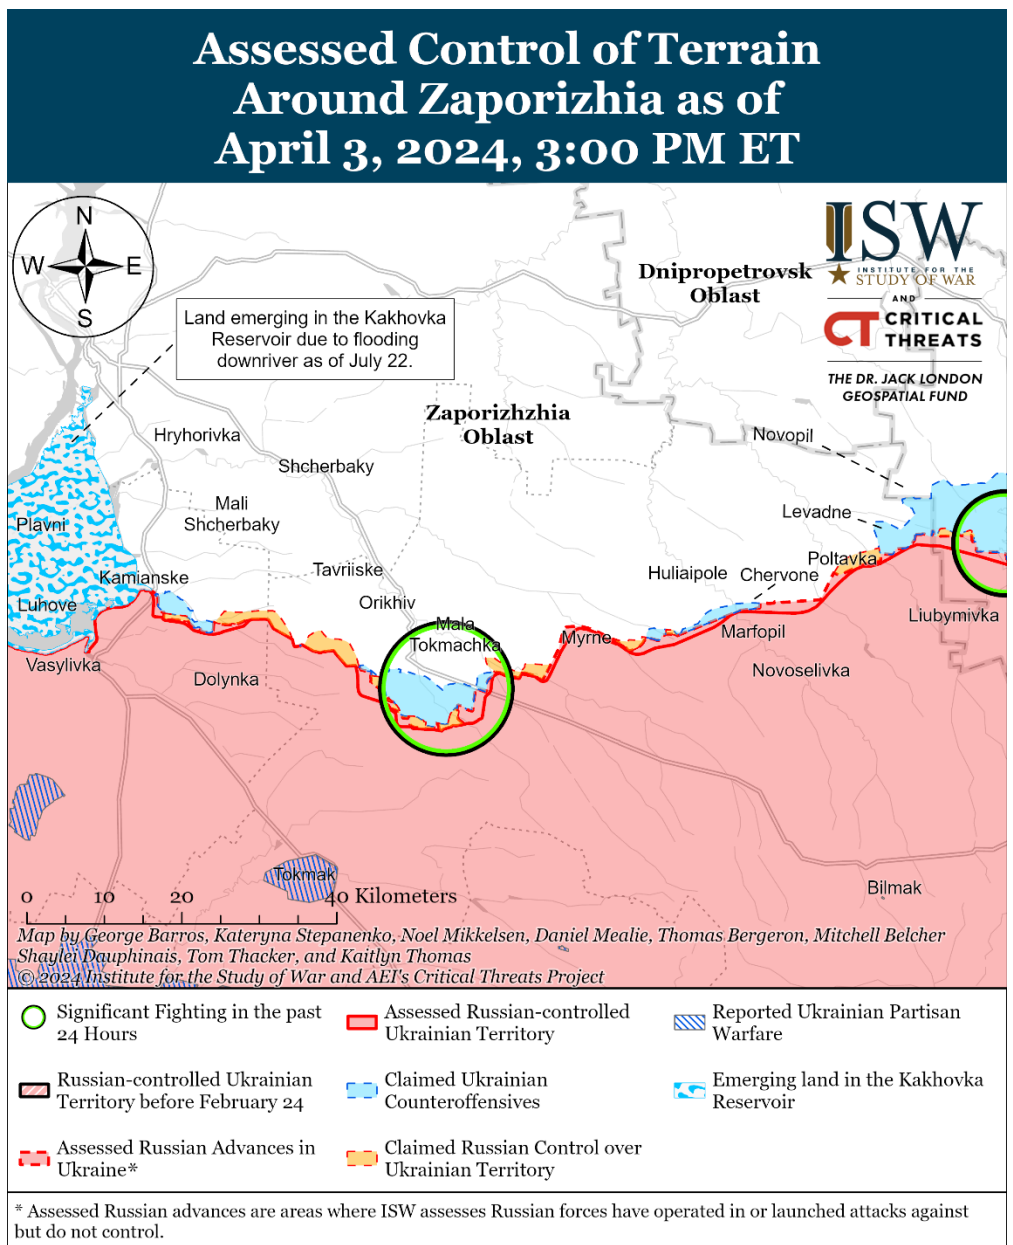 Assessed Control of Terrain
Around Zaporizhia as of
April 3, 2024, 3:00 PM ET
N
W
E
S
ISW
INSTITUTE FOR THE
STUDY OF WAR
AND
CT CRITICAL
THREATS
THE DR. JACK LONDON
GEOSPATIAL FUND
Dnipropetrovsk
Oblast
Land emerging in the Kakhovka
Reservoir due to flooding
downriver as of July 22.
Zaporizhzhia
Oblast
Hryhorivka
Novopil
Shcherbaky
Mali
Shcherbaky
Plavni
Levadne
Poltavka
Tavriiske
Kamianske
Huliaipole
Chervone
Orikhiv
Luhove
Liubymivka
Mala
Tokmachka
Myrne
Marfopil
Vasylivka
Dolynka
Novoselivka
Tokmak
Bilmak
0 10 20 40 Kilometers
Map by George Barros, Kateryna Stepanenko, Noel Mikkelsen, Daniel Mealie, Thomas Bergeron, Mitchell Belcher
Shaylei Dauphinais, Tom Thacker, and Kaitlyn Thomas
© 2024 Institute for the Study of War and AEI's Critical Threats Project
Significant Fighting in the past
24 Hours
Russian-controlled Ukrainian
Territory before February 24
Assessed Russian Advances in
Ukraine*
Assessed Russian-controlled
Ukrainian Territory
Claimed Ukrainian
Counteroffensives
Claimed Russian Control over
Ukrainian Territory
Reported Ukrainian Partisan
Warfare
Emerging land in the Kakhovka
Reservoir
* Assessed Russian advances are areas where ISW assesses Russian forces have operated in or launched attacks against
but do not control.